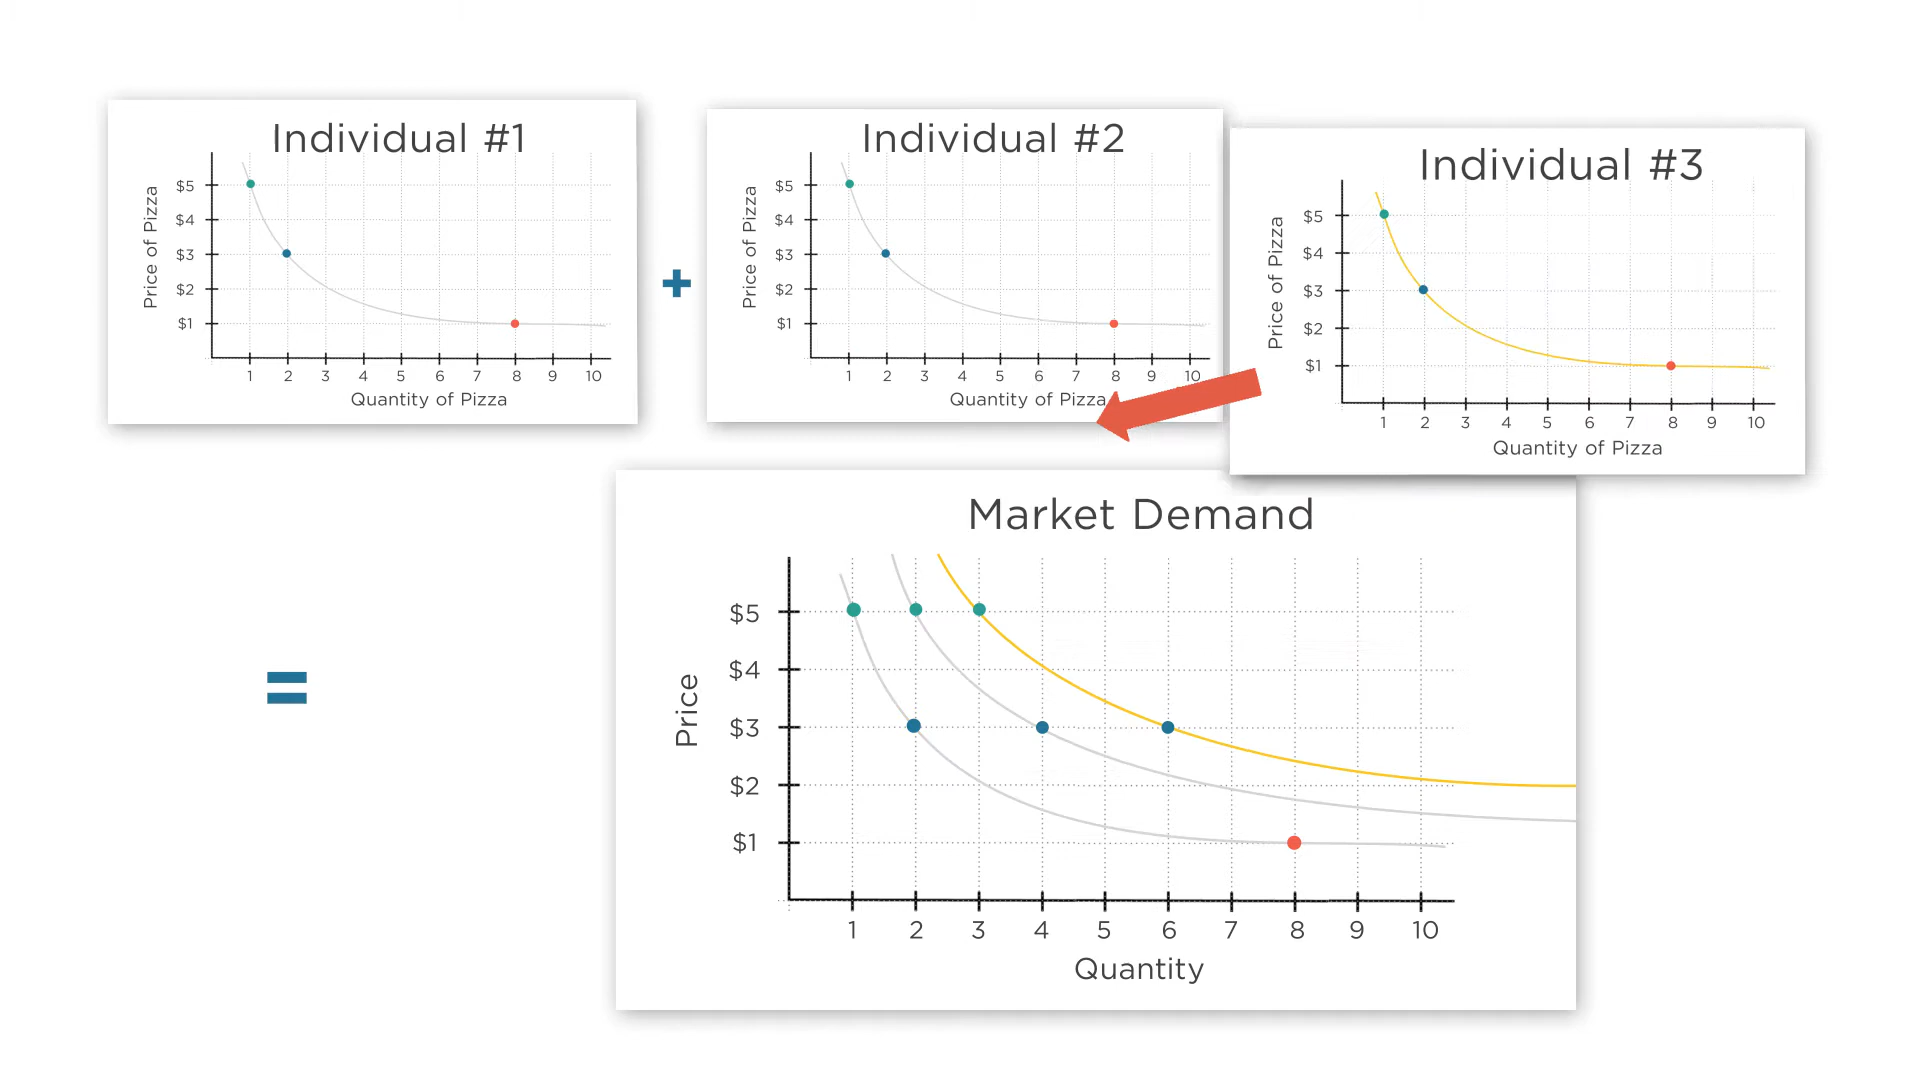 Individual #1
Price of Pizza
$5
$4
$3
$2
$1
1 2 3 4 5 6 7 8 9 10
Quantity of Pizza
+
Individual #2
Price of Pizza
$5
$4
$3
$2
$1
1 2 3 4 5 6 7 8 9 10
Quantity of Pizza
Individual #3
Price of Pizza
$5
$4
$3
$2
$1
1 2 3 4 5 6 7 8 9 10
Quantity of Pizza
=
Market Demand
Price
$5
$4
$3
$2
$1
1 2 3 4 5 6 7 8 9 10
Quantity